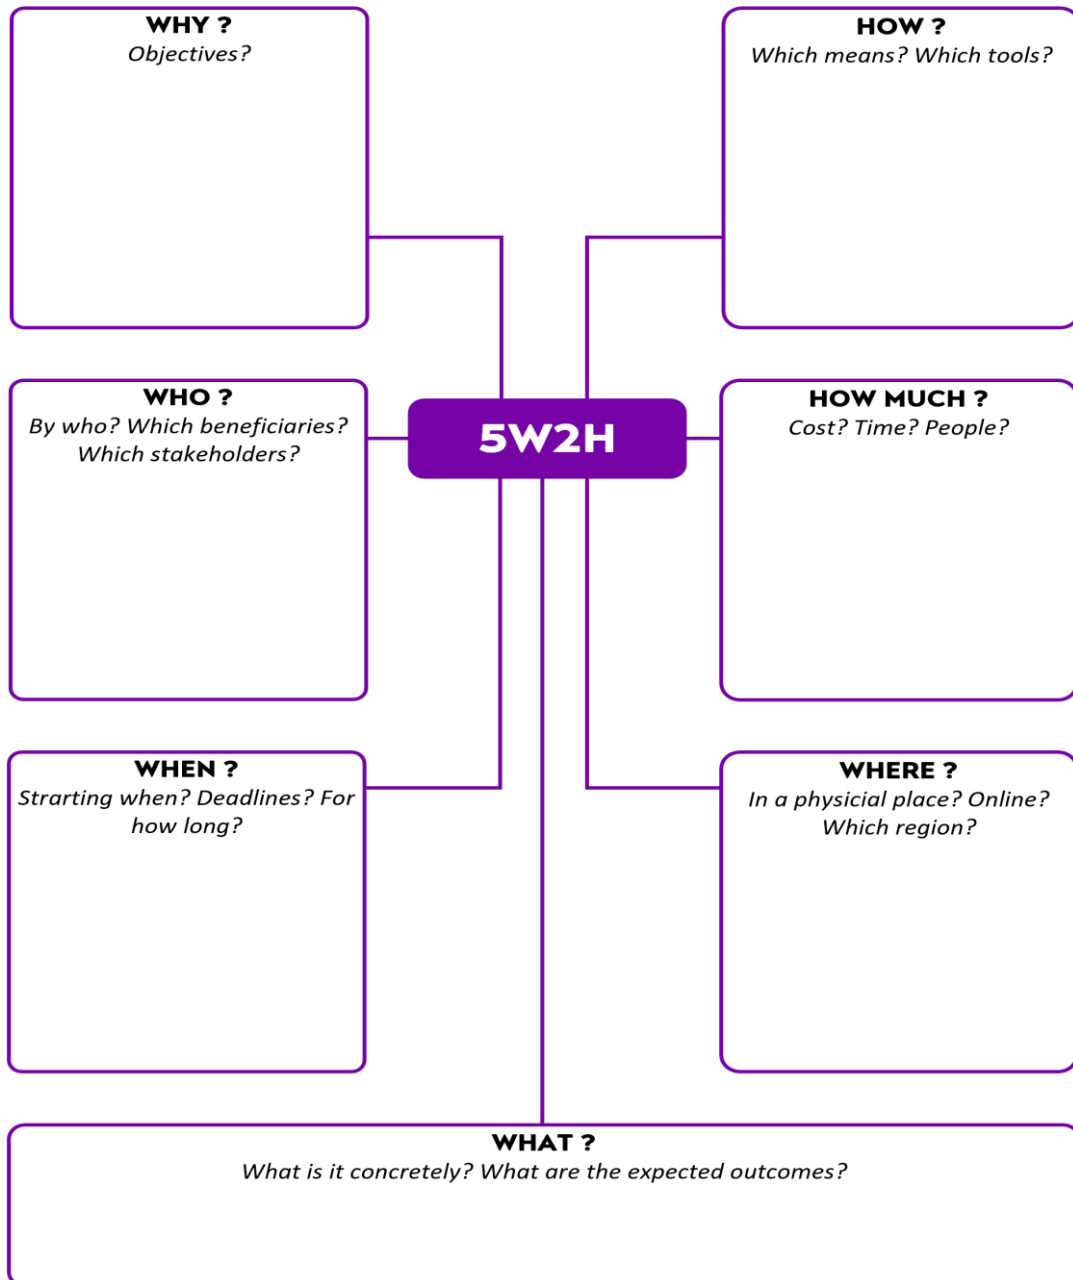 WHY ?
Objectives?
HOW ?
Which means? Which tools?
WHO ?
By who? Which beneficiaries?
Which stakeholders?
5W2H
HOW MUCH ?
Cost? Time? People?
WHEN ?
Strarting when? Deadlines? For
how long?
WHERE ?
In a physicial place? Online?
Which region?
WHAT ?
What is it concretely? What are the expected outcomes?